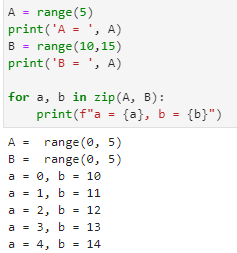 A = range(5)
print('A = ', A)
B = range(10,15)
print('B = ', A)
for a, b in zip(A, B):
    print(f"a = {a}, b = {b}")
A =  range(0, 5)
B =  range(0, 5)
a = 0, b = 10
a = 1, b = 11
a = 2, b = 12
a = 3, b = 13
a = 4, b = 14